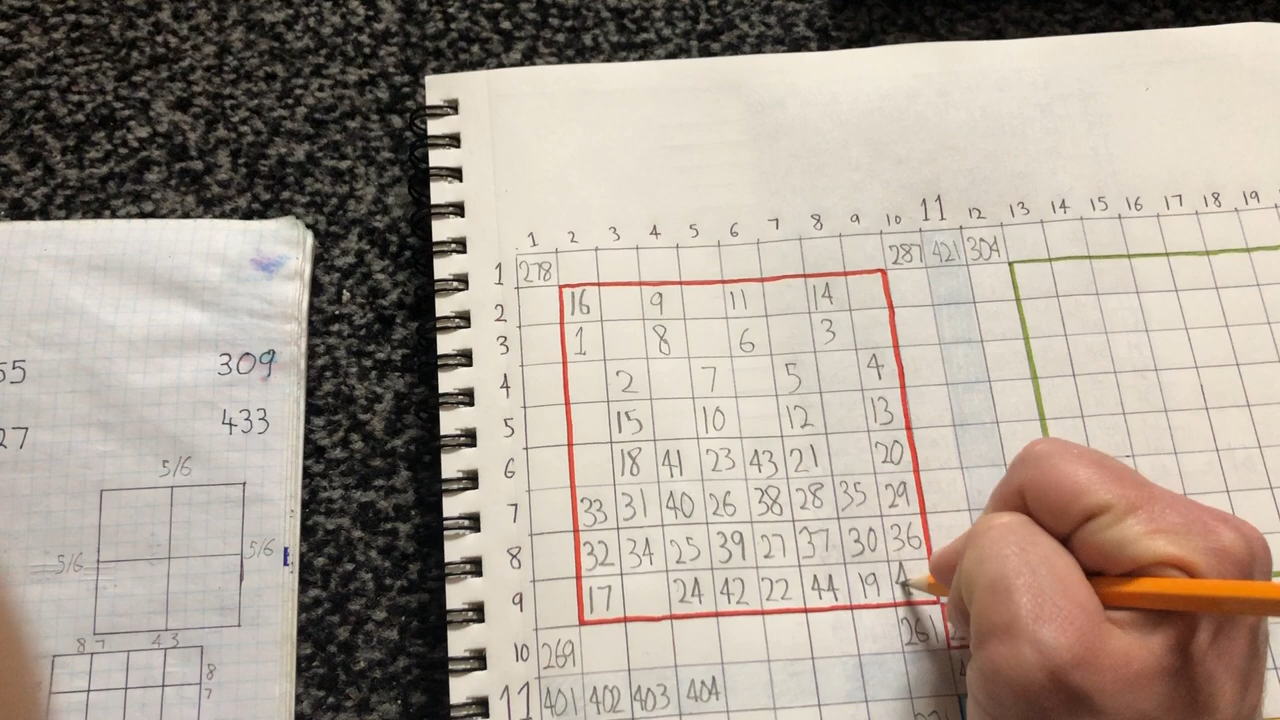 55 309
27 433
5/6
5/6 5/6
8 7 4 3
8
7
1 2 3 4 5 6 7 8 9 10 11 12 13 14 15 16 17 18 19
1 278 287 421 304
2 16 9 11 14
3 1 8 6 3
4 2 7 5 4
5 15 10 12 13
6 18 41 23 43 21 20
7 33 31 40 26 38 28 35 29
8 32 34 25 39 27 37 30 36
9 17 24 42 22 44 19 4
10 269 261 2
11 401 402 403 404